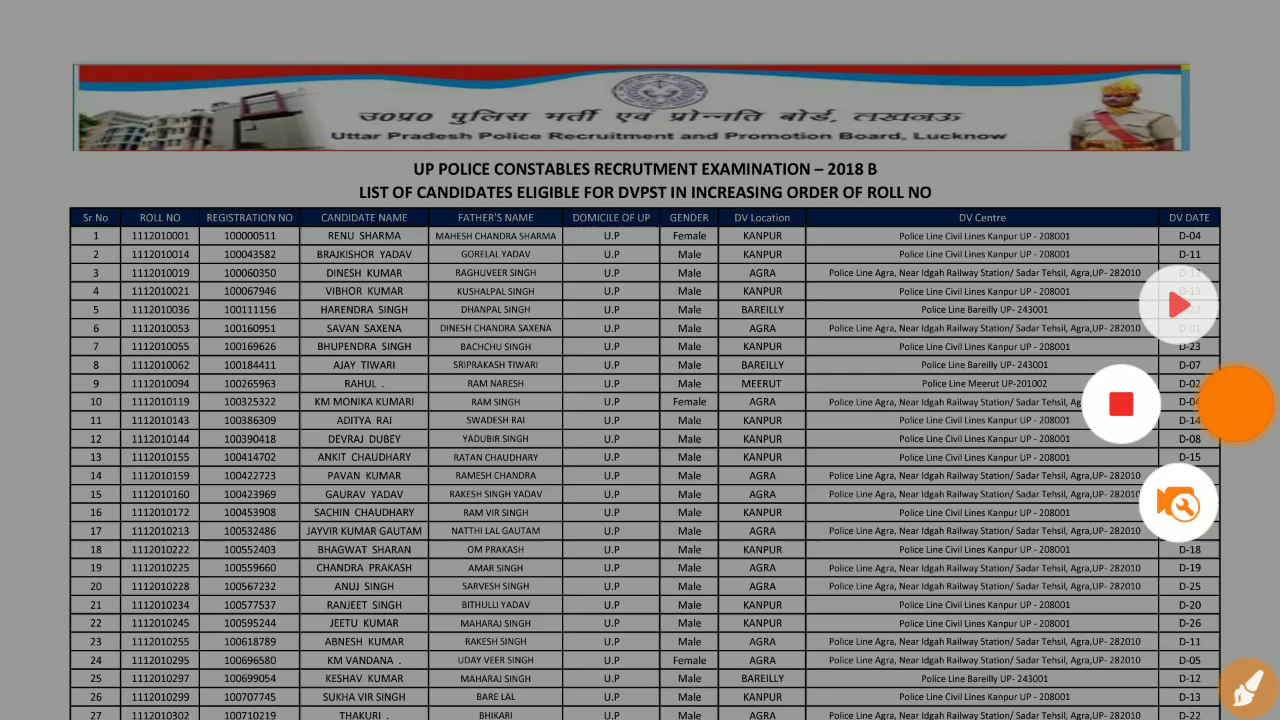 उ०प्र० पुलिस भर्ती एवं प्रोन्नति बोर्ड, लखनऊ
Uttar Pradesh Police Recruitment and Promotion Board, Lucknow
UP POLICE CONSTABLES RECRUTMENT EXAMINATION – 2018 B
LIST OF CANDIDATES ELIGIBLE FOR DVPST IN INCREASING ORDER OF ROLL NO
Sr No ROLL NO REGISTRATION NO CANDIDATE NAME FATHER'S NAME DOMICILE OF UP GENDER DV Location DV Centre DV DATE
1 1112010001 100000511 RENU SHARMA MAHESH CHANDRA SHARMA U.P Female KANPUR Police Line Civil Lines Kanpur UP - 208001 D-04
2 1112010014 100043582 BRAJKISHOR YADAV GORELAL YADAV U.P Male KANPUR Police Line Civil Lines Kanpur UP - 208001 D-11
3 1112010019 100060350 DINESH KUMAR RAGHUVEER SINGH U.P Male AGRA Police Line Agra, Near Idgah Railway Station/ Sadar Tehsil, Agra,UP- 282010 D-12
4 1112010021 100067946 VIBHOR KUMAR KUSHALPAL SINGH U.P Male KANPUR Police Line Civil Lines Kanpur UP - 208001 D-13
5 1112010036 100111156 HARENDRA SINGH DHANPAL SINGH U.P Male BAREILLY Police Line Bareilly UP- 243001
6 1112010053 100160951 SAVAN SAXENA DINESH CHANDRA SAXENA U.P Male AGRA Police Line Agra, Near Idgah Railway Station/ Sadar Tehsil, Agra,UP- 282010 D-01
7 1112010055 100169626 BHUPENDRA SINGH BACHCHU SINGH U.P Male KANPUR Police Line Civil Lines Kanpur UP - 208001 D-23
8 1112010062 100184411 AJAY TIWARI SRIPRAKASH TIWARI U.P Male BAREILLY Police Line Bareilly UP- 243001 D-07
9 1112010094 100265963 RAHUL . RAM NARESH U.P Male MEERUT Police Line Meerut UP-201002 D-02
10 1112010119 100325322 KM MONIKA KUMARI RAM SINGH U.P Female AGRA Police Line Agra, Near Idgah Railway Station/ Sadar Tehsil, D-04
11 1112010143 100386309 ADITYA RAI SWADESH RAI U.P Male KANPUR Police Line Civil Lines Kanpur UP - 208001 D-14
12 1112010144 100390418 DEVRAJ DUBEY YADUBIR SINGH U.P Male KANPUR Police Line Civil Lines Kanpur UP - 208001 D-08
13 1112010155 100414702 ANKIT CHAUDHARY RATAN CHAUDHARY U.P Male KANPUR Police Line Civil Lines Kanpur UP - 208001 D-15
14 1112010159 100422723 PAVAN KUMAR RAMESH CHANDRA U.P Male AGRA Police Line Agra, Near Idgah Railway Station/ Sadar Tehsil, Agra,UP- 282010
15 1112010160 100423969 GAURAV YADAV RAKESH SINGH YADAV U.P Male AGRA Police Line Agra, Near Idgah Railway Station/ Sadar Tehsil, Agra,UP- 282010
16 1112010172 100453908 SACHIN CHAUDHARY RAM VIR SINGH U.P Male KANPUR Police Line Civil Lines Kanpur UP - 208001
17 1112010213 100532486 JAYVIR KUMAR GAUTAM NATTHI LAL GAUTAM U.P Male AGRA Police Line Agra, Near Idgah Railway Station/ Sadar Tehsil, Agra,UP- 282010
18 1112010222 100552403 BHAGWAT SHARAN OM PRAKASH U.P Male KANPUR Police Line Civil Lines Kanpur UP - 208001 D-18
19 1112010225 100559660 CHANDRA PRAKASH AMAR SINGH U.P Male AGRA Police Line Agra, Near Idgah Railway Station/ Sadar Tehsil, Agra,UP- 282010 D-19
20 1112010228 100567232 ANUJ SINGH SARVESH SINGH U.P Male AGRA Police Line Agra, Near Idgah Railway Station/ Sadar Tehsil, Agra,UP- 282010 D-25
21 1112010234 100577537 RANJEET SINGH BITHULLI YADAV U.P Male KANPUR Police Line Civil Lines Kanpur UP - 208001 D-20
22 1112010245 100595244 JEETU KUMAR MAHARAJ SINGH U.P Male KANPUR Police Line Civil Lines Kanpur UP - 208001 D-26
23 1112010255 100618789 ABNESH KUMAR RAKESH SINGH U.P Male AGRA Police Line Agra, Near Idgah Railway Station/ Sadar Tehsil, Agra,UP- 282010 D-11
24 1112010295 100696580 KM VANDANA . UDAY VEER SINGH U.P Female AGRA Police Line Agra, Near Idgah Railway Station/ Sadar Tehsil, Agra,UP- 282010 D-05
25 1112010297 100699054 KESHAV KUMAR MAHARAJ SINGH U.P Male BAREILLY Police Line Bareilly UP- 243001 D-12
26 1112010299 100707745 SUKHA VIR SINGH BARE LAL U.P Male KANPUR Police Line Civil Lines Kanpur UP - 208001 D-13
27 1112010302 100710219 THAKURI . BHIKARI U.P Male AGRA Police Line Agra, Near Idgah Railway Station/ Sadar Tehsil, Agra,UP- 282010 D-22